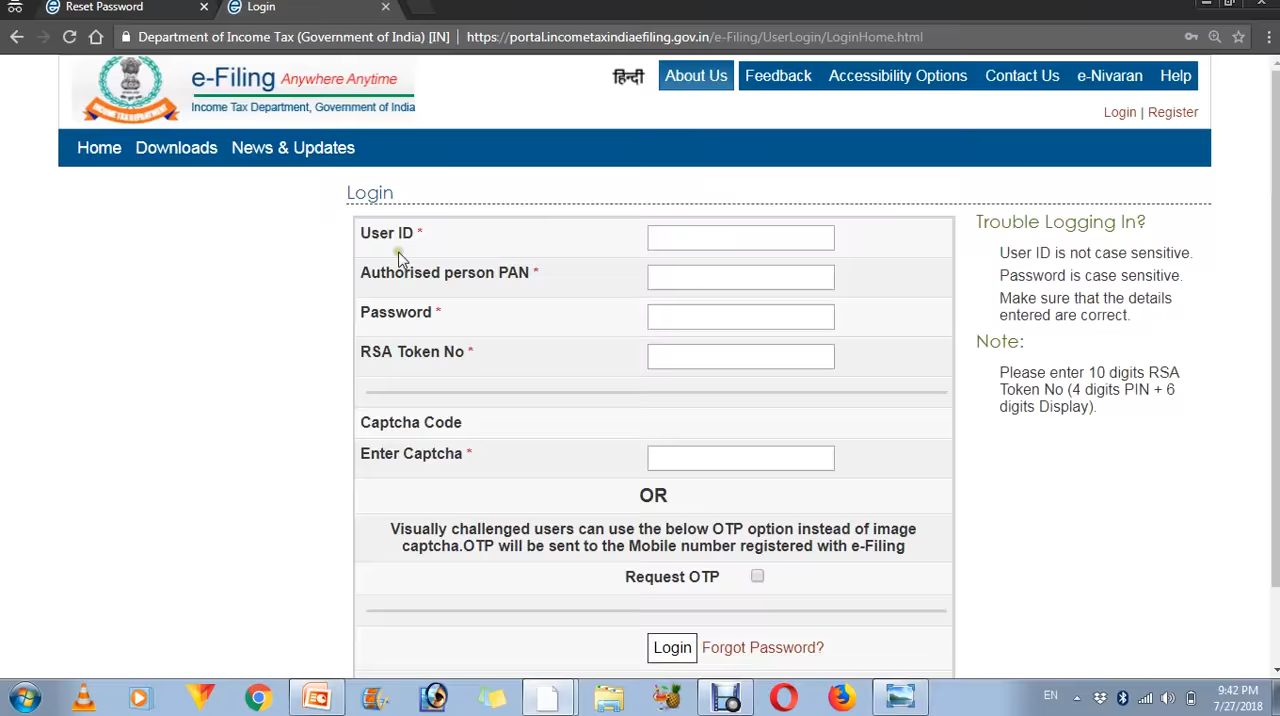 Reset Password
Login
Department of Income Tax (Government of India) [IN]
https://portal.incometaxindiaefiling.gov.in/e-Filing/UserLogin/LoginHome.html
e-Filing Anywhere Anytime
Income Tax Department, Government of India
हिन्दी
About Us
Feedback
Accessibility Options
Contact Us
e-Nivaran
Help
Login | Register
Home
Downloads
News & Updates
Login
User ID *
Authorised person PAN *
Password *
RSA Token No *
Captcha Code
Enter Captcha *
OR
Visually challenged users can use the below OTP option instead of image
captcha.OTP will be sent to the Mobile number registered with e-Filing
Request OTP
Login
Forgot Password?
Trouble Logging In?
User ID is not case sensitive.
Password is case sensitive.
Make sure that the details
entered are correct.
Note:
Please enter 10 digits RSA
Token No (4 digits PIN + 6
digits Display).
EN
9:42 PM
7/27/2018